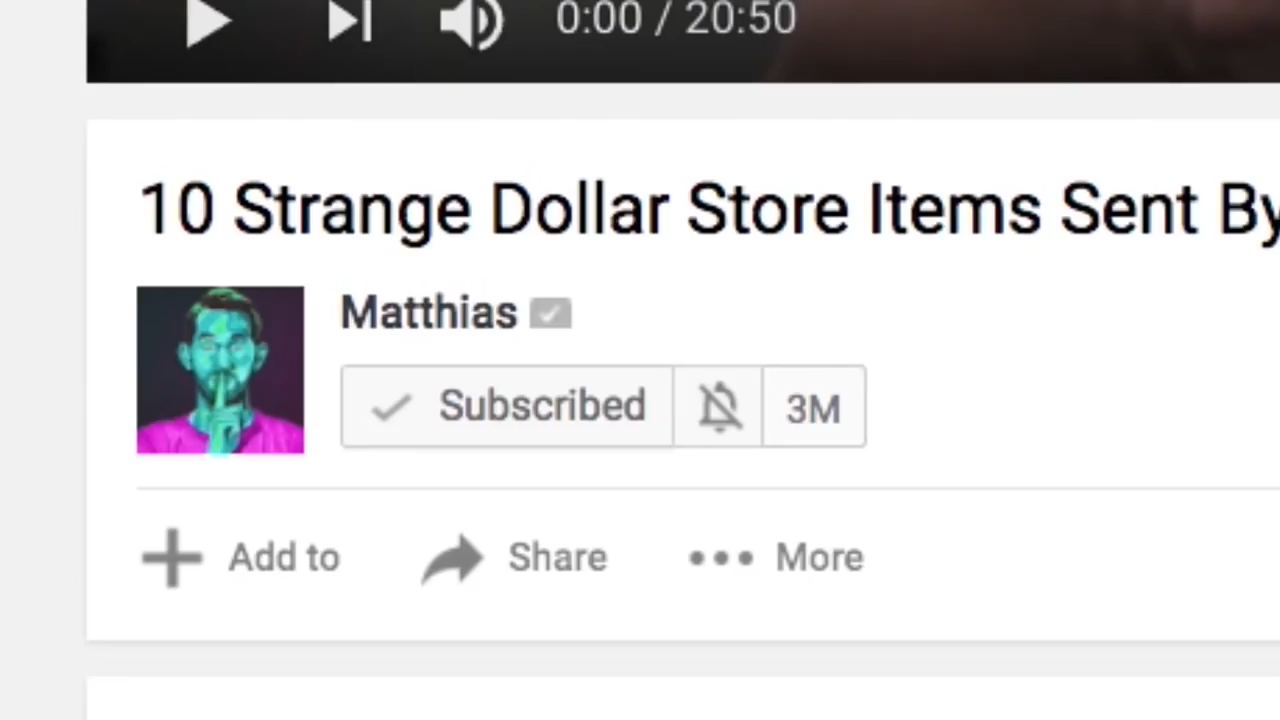 0:00 / 20:50
10 Strange Dollar Store Items Sent By
Matthias
Subscribed 3M
Add to Share More